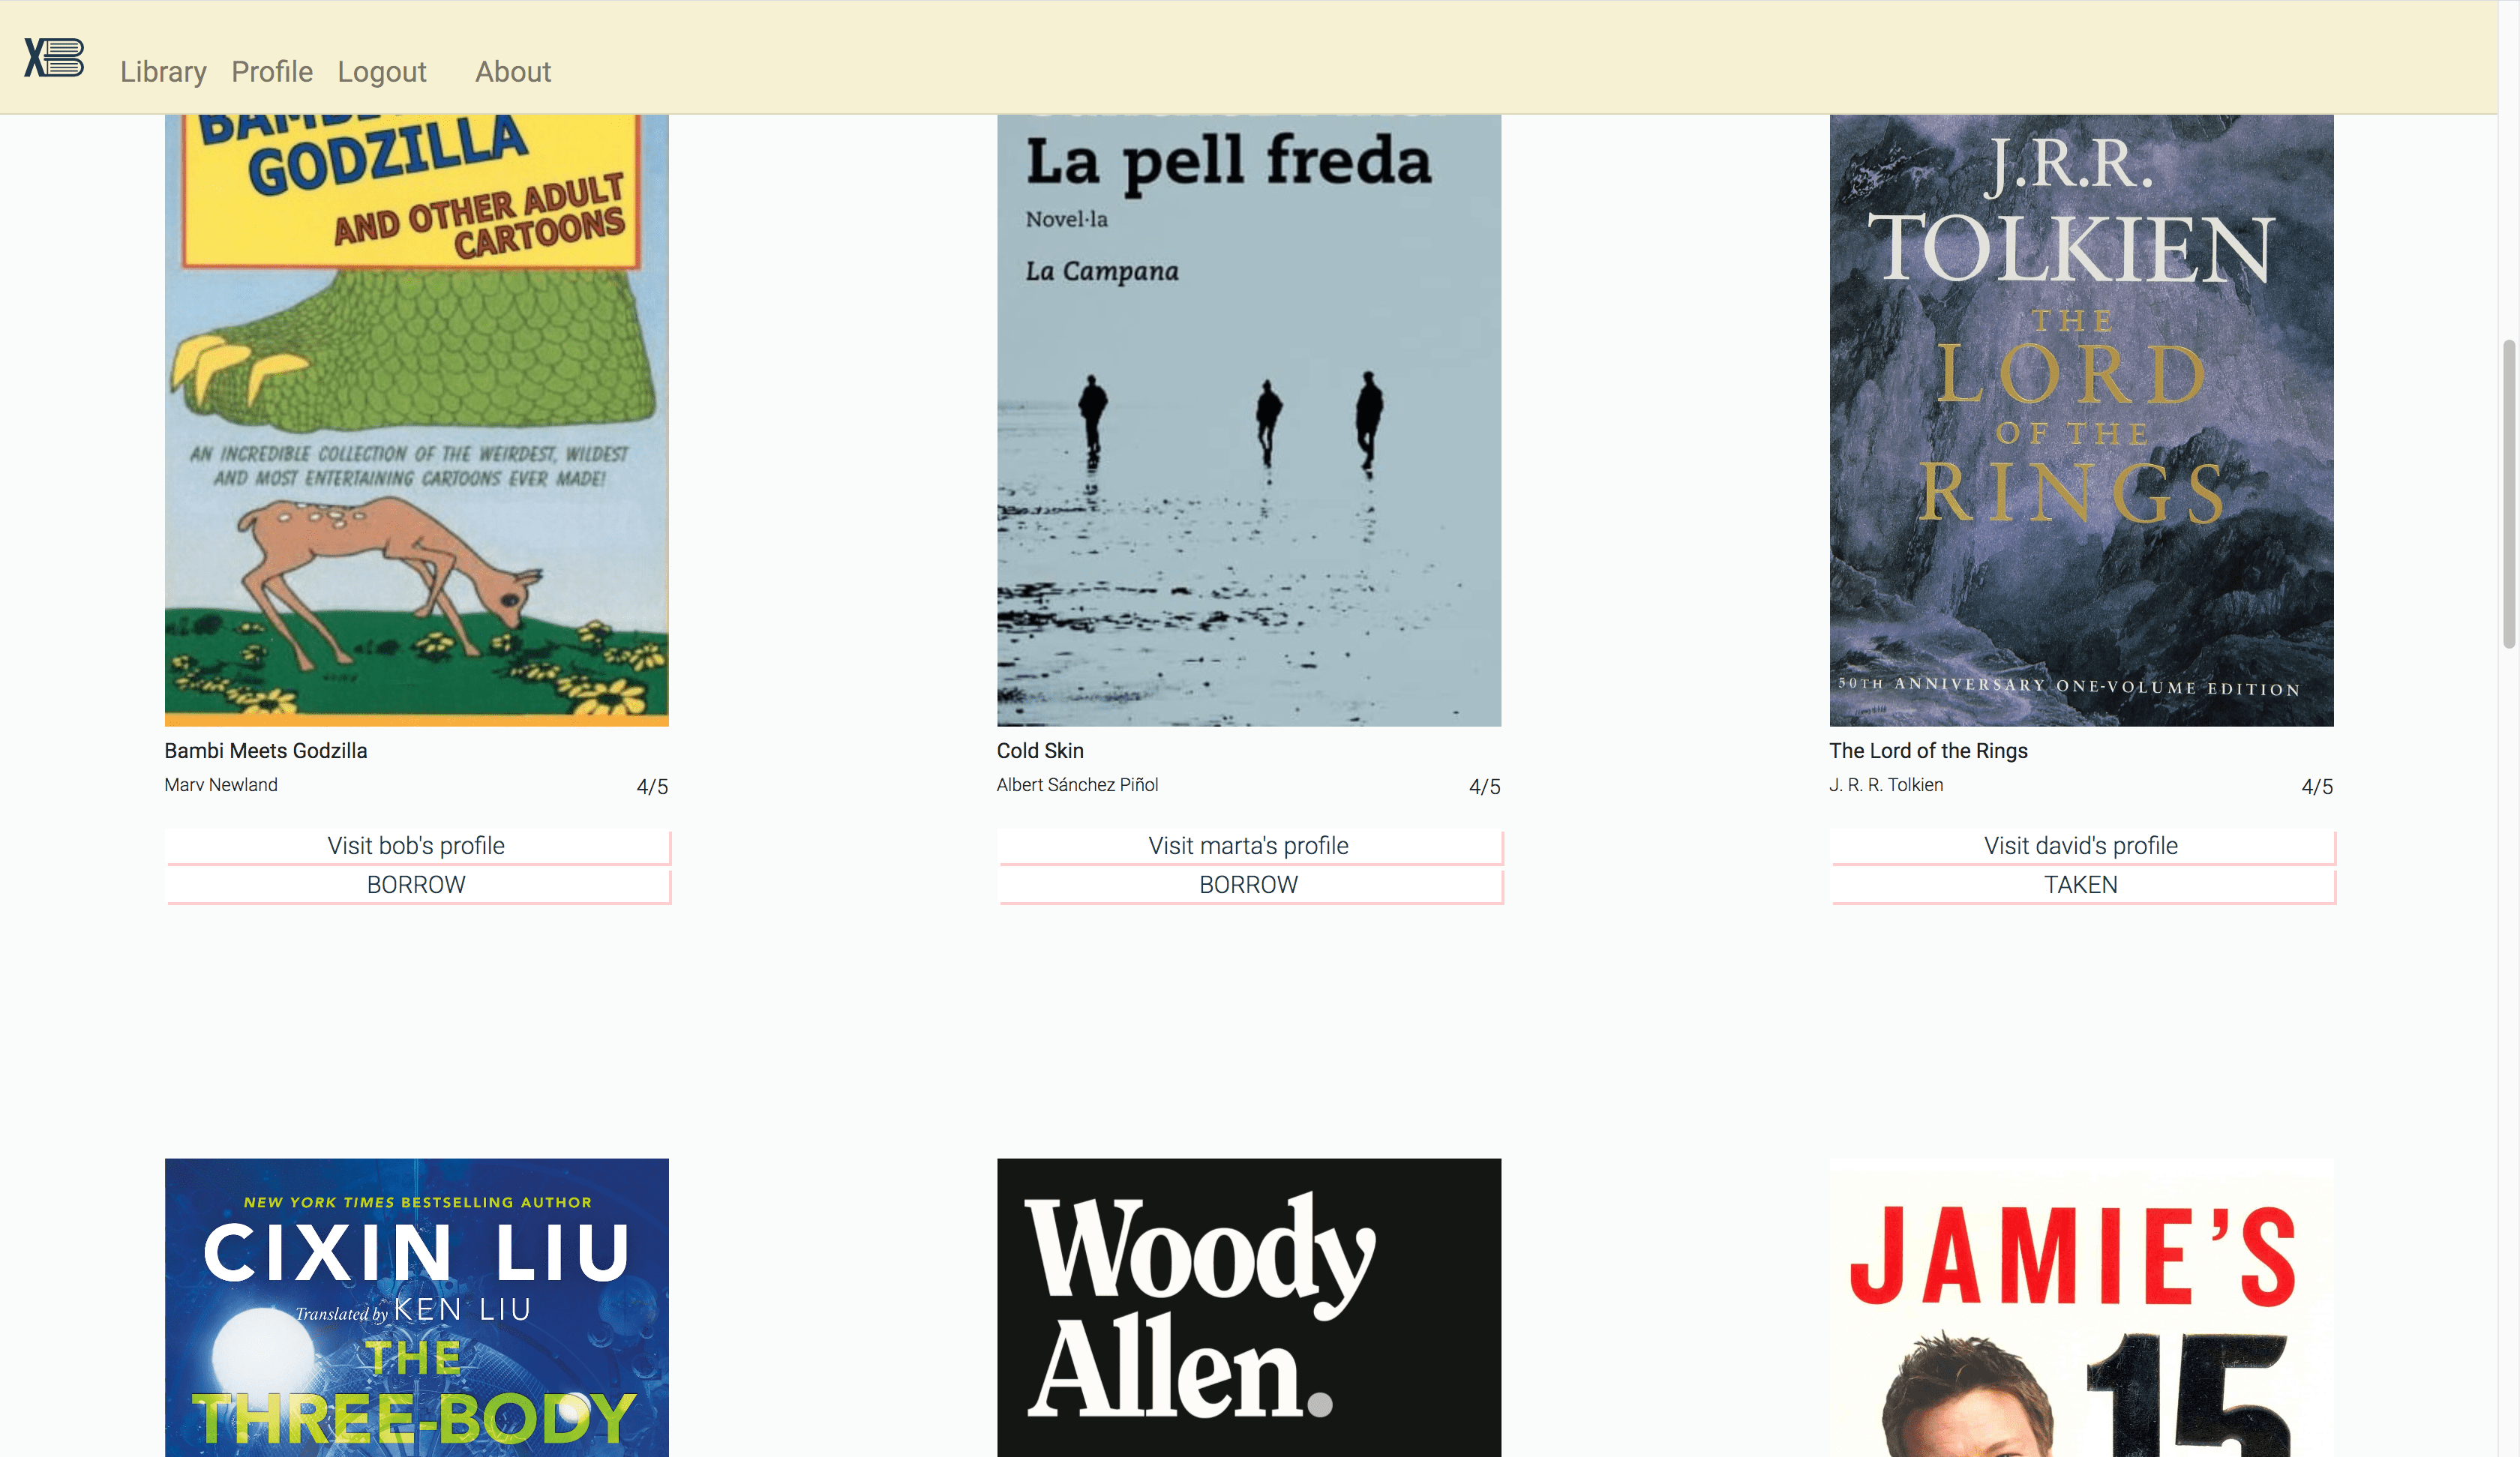 XB
Library Profile Logout About
BAMBI
GODZILLA
AND OTHER ADULT
CARTOONS
AN INCREDIBLE COLLECTION OF THE WEIRDEST, WILDEST
AND MOST ENTERTAINING CARTOONS EVER MADE!
Bambi Meets Godzilla
Marv Newland
4/5
Visit bob's profile
BORROW
La pell freda
Novel·la
La Campana
Cold Skin
Albert Sánchez Piñol
4/5
Visit marta's profile
BORROW
J.R.R.
TOLKIEN
THE
LORD
OF THE
RINGS
50TH ANNIVERSARY ONE-VOLUME EDITION
The Lord of the Rings
J. R. R. Tolkien
4/5
Visit david's profile
TAKEN
NEW YORK TIMES BESTSELLING AUTHOR
CIXIN LIU
Translated by KEN LIU
THE
THREE-BODY
Woody
Allen.
JAMIE'S
15